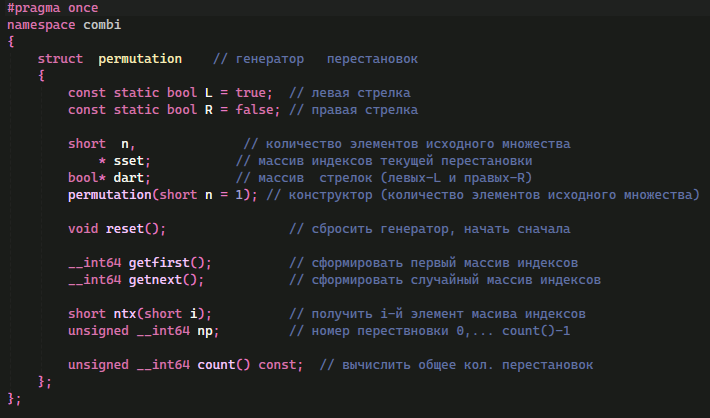 #pragma once
namespace combi
{
    struct  permutation    // генератор   перестановок
    {
        const static bool L = true;  // левая стрелка
        const static bool R = false; // правая стрелка
        short  n,              // количество элементов исходного множества
            * sset;           // массив индексов текущей перестановки
        bool* dart;           // массив  стрелок (левых-L и правых-R)
        permutation(short n = 1); // конструктор (количество элементов исходного множества)
        void reset();                // сбросить генератор, начать сначала
        __int64 getfirst();          // сформировать первый массив индексов
        __int64 getnext();           // сформировать случайный массив индексов
        short ntx(short i);          // получить i-й элемент масива индексов
        unsigned __int64 np;         // номер перествновки 0,... count()-1
        unsigned __int64 count() const;  // вычислить общее кол. перестановок
    };
};